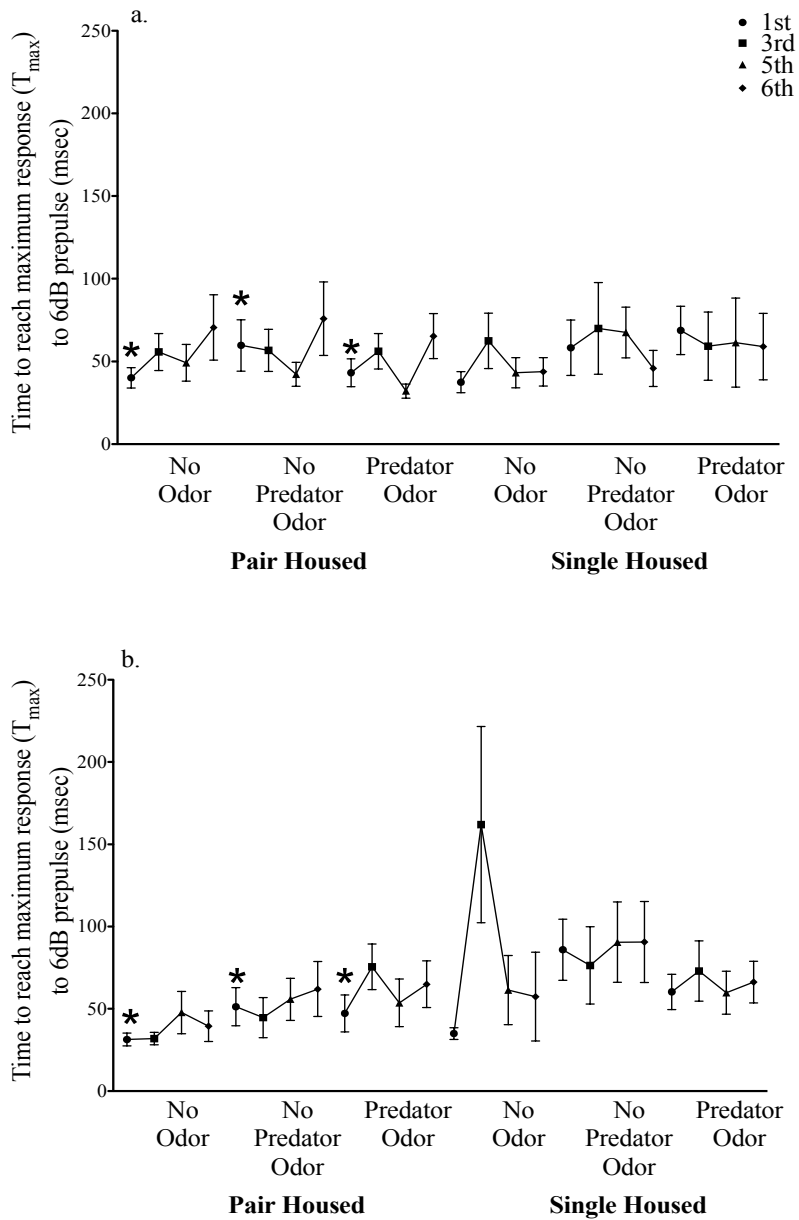 a.
1st
3rd
5th
6th
Time to reach maximum response (Tmax)
to 6dB prepulse (msec)
250
200
150
100
50
0
*
*
*
No
Odor
No
Predator
Odor
Predator
Odor
No
Odor
No
Predator
Odor
Predator
Odor
Pair Housed
Single Housed
b.
Time to reach maximum response (Tmax)
to 6dB prepulse (msec)
250
200
150
100
50
0
*
*
*
No
Odor
No
Predator
Odor
Predator
Odor
No
Odor
No
Predator
Odor
Predator
Odor
Pair Housed
Single Housed